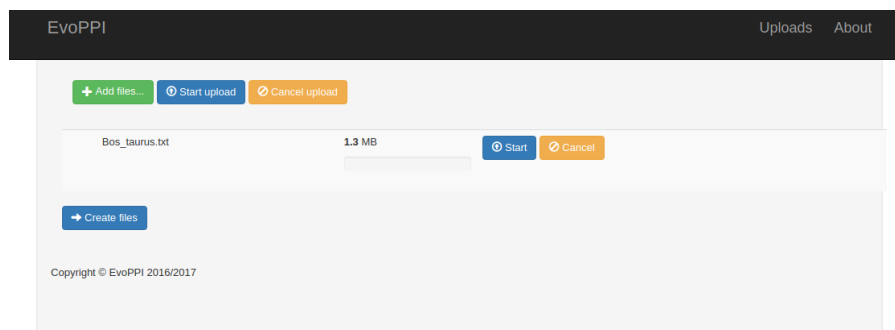 EvoPPI Uploads About
Add files... Start upload Cancel upload
Bos_taurus.txt 1.3 MB Start Cancel
Create files
Copyright © EvoPPI 2016/2017